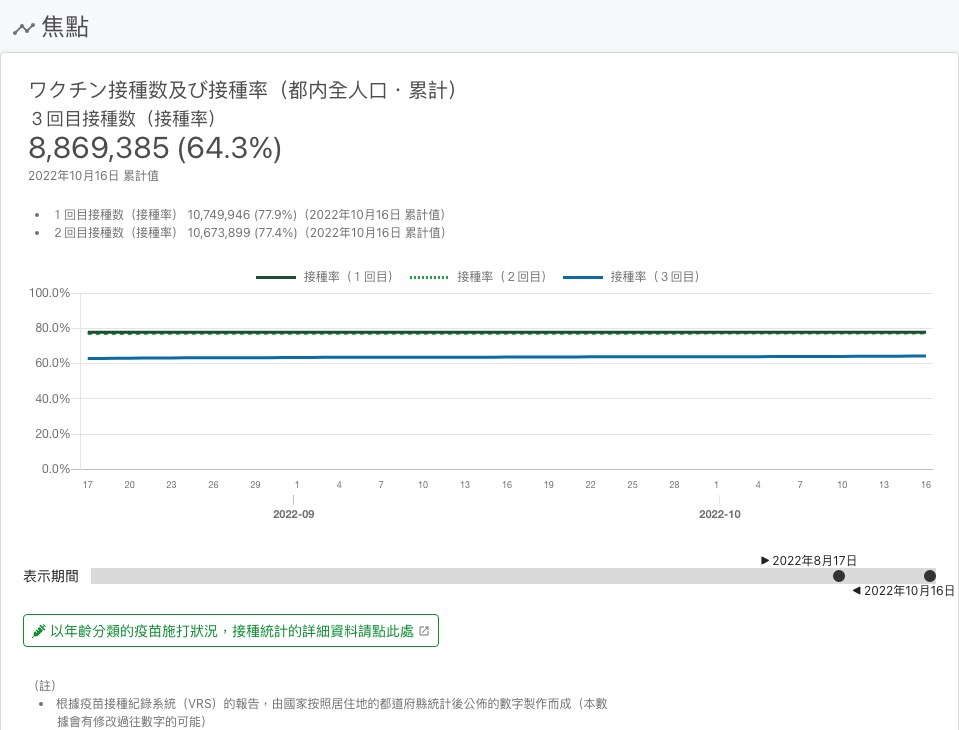 焦點
ワクチン接種数及び接種率（都内全人口・累計）
３回目接種数（接種率）
8,869,385 (64.3%)
2022年10月16日 累計値
１回目接種数（接種率） 10,749,946 (77.9%)（2022年10月16日 累計値）
２回目接種数（接種率） 10,673,899 (77.4%)（2022年10月16日 累計値）
接種率（１回目） 接種率（２回目） 接種率（３回目）
100.0%
80.0%
60.0%
40.0%
20.0%
0.0%
17 20 23 26 29 1 4 7 10 13 16 19 22 25 28 1 4 7 10 13 16
2022-09 2022-10
▶ 2022年8月17日
表示期間
◀ 2022年10月16日
以年齡分類的疫苗施打狀況，接種統計的詳細資料請點此處
（註）
根據疫苗接種紀錄系統（VRS）的報告，由國家按照居住地的都道府縣統計後公佈的數字製作而成（本數
據會有修改過往數字的可能）